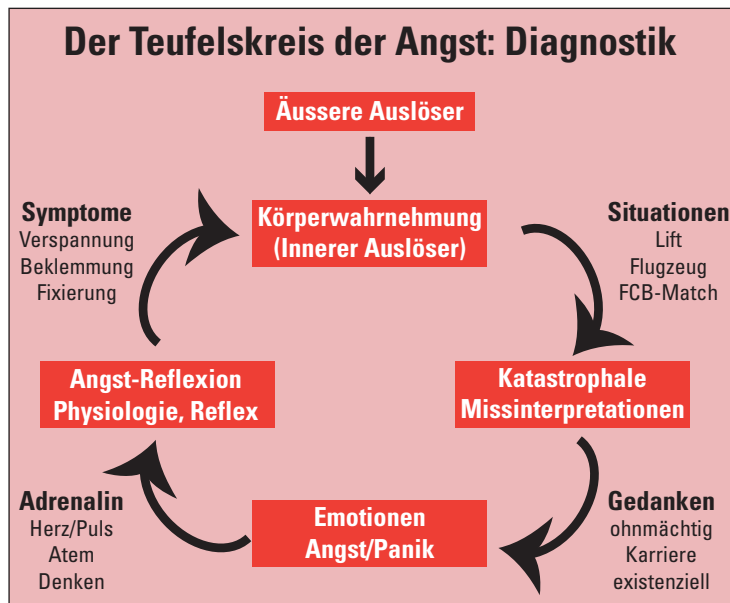 Der Teufelskreis der Angst: Diagnostik
Äussere Auslöser
Körperwahrnehmung
(Innerer Auslöser)
Symptome
Verspannung
Beklemmung
Fixierung
Situationen
Lift
Flugzeug
FCB-Match
Angst-Reflexion
Physiologie, Reflex
Katastrophale
Missinterpretationen
Adrenalin
Herz/Puls
Atem
Denken
Emotionen
Angst/Panik
Gedanken
ohnmächtig
Karriere
existenziell